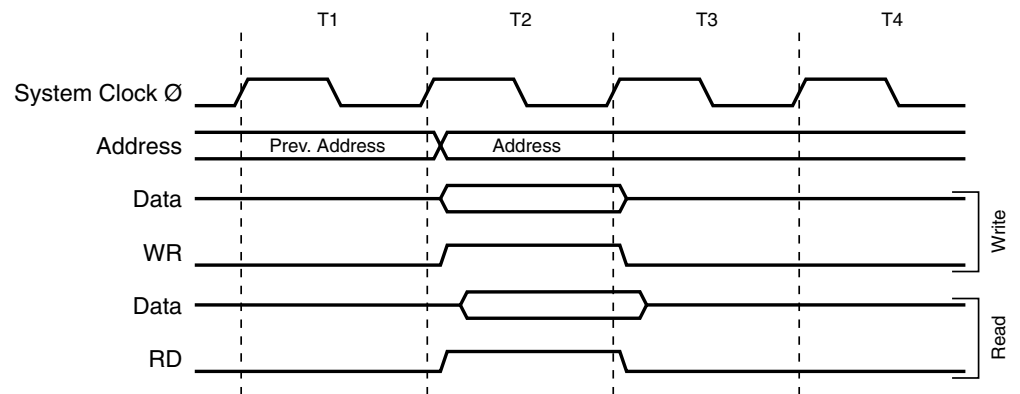 T1 T2 T3 T4
System Clock Ø
Address Prev. Address Address
Data
WR
Write
Data
RD
Read